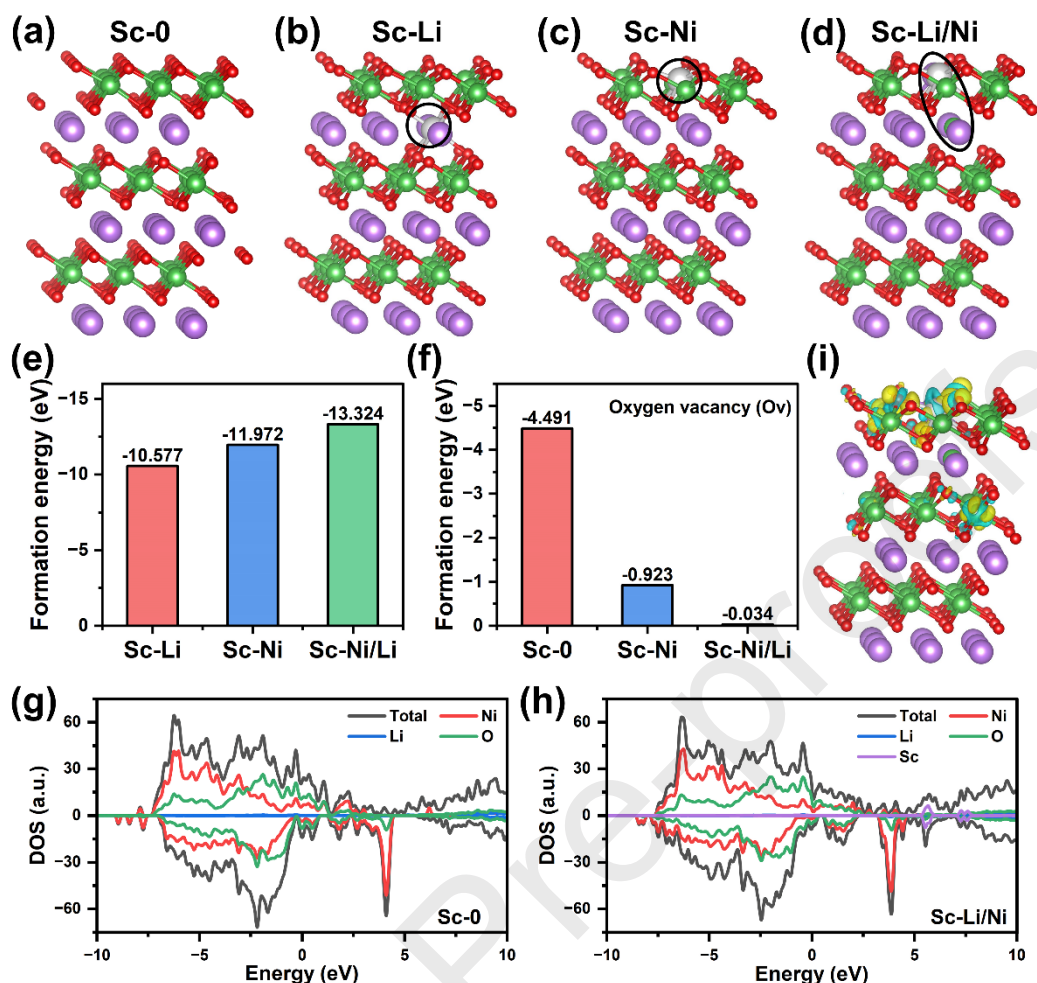 (a) Sc-0
(b) Sc-Li
(c) Sc-Ni
(d) Sc-Li/Ni
(e)
Formation energy (eV)
−15
−10
−5
0
-10.577
-11.972
-13.324
Sc-Li Sc-Ni Sc-Ni/Li
(f)
Formation energy (eV)
−5
−4
−3
−2
−1
0
Oxygen vacancy (Ov)
-4.491
-0.923
-0.034
Sc-0 Sc-Ni Sc-Ni/Li
(i)
(g)
DOS (a.u.)
60
30
0
−30
−60
Total Ni
Li O
Sc-0
−10 −5 0 5 10
Energy (eV)
(h)
DOS (a.u.)
60
30
0
−30
−60
Total Ni
Li O
Sc
Sc-Li/Ni
−10 −5 0 5 10
Energy (eV)